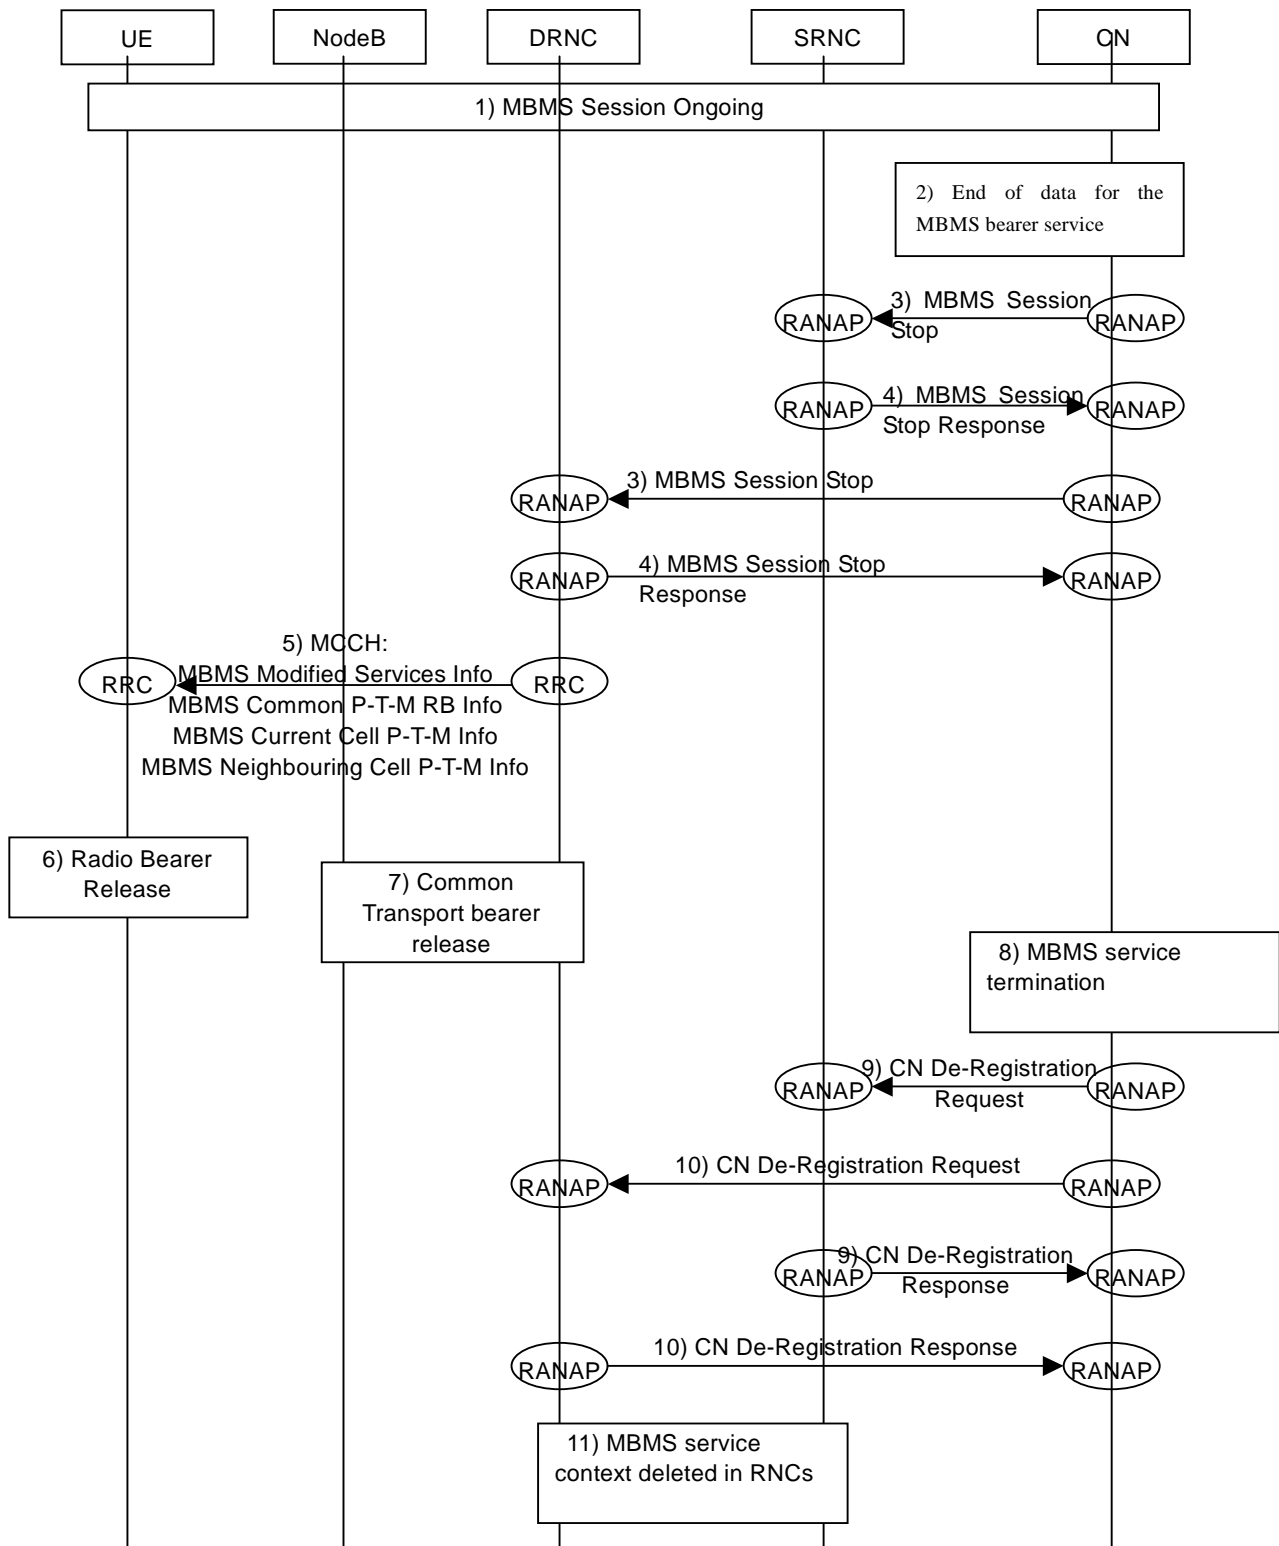 UE
NodeB
DRNC
SRNC
CN
1) MBMS Session Ongoing
2) End of data for the
MBMS bearer service
3) MBMS Session
Stop
RANAP
RANAP
4) MBMS Session
Stop Response
RANAP
RANAP
3) MBMS Session Stop
RANAP
RANAP
4) MBMS Session Stop
Response
RANAP
RANAP
5) MCCH:
MBMS Modified Services Info
MBMS Common P-T-M RB Info
MBMS Current Cell P-T-M Info
MBMS Neighbouring Cell P-T-M Info
RRC
RRC
6) Radio Bearer
Release
7) Common
Transport bearer
release
8) MBMS service
termination
9) CN De-Registration
Request
RANAP
RANAP
10) CN De-Registration Request
RANAP
RANAP
9) CN De-Registration
Response
RANAP
RANAP
10) CN De-Registration Response
RANAP
RANAP
11) MBMS service
context deleted in RNCs